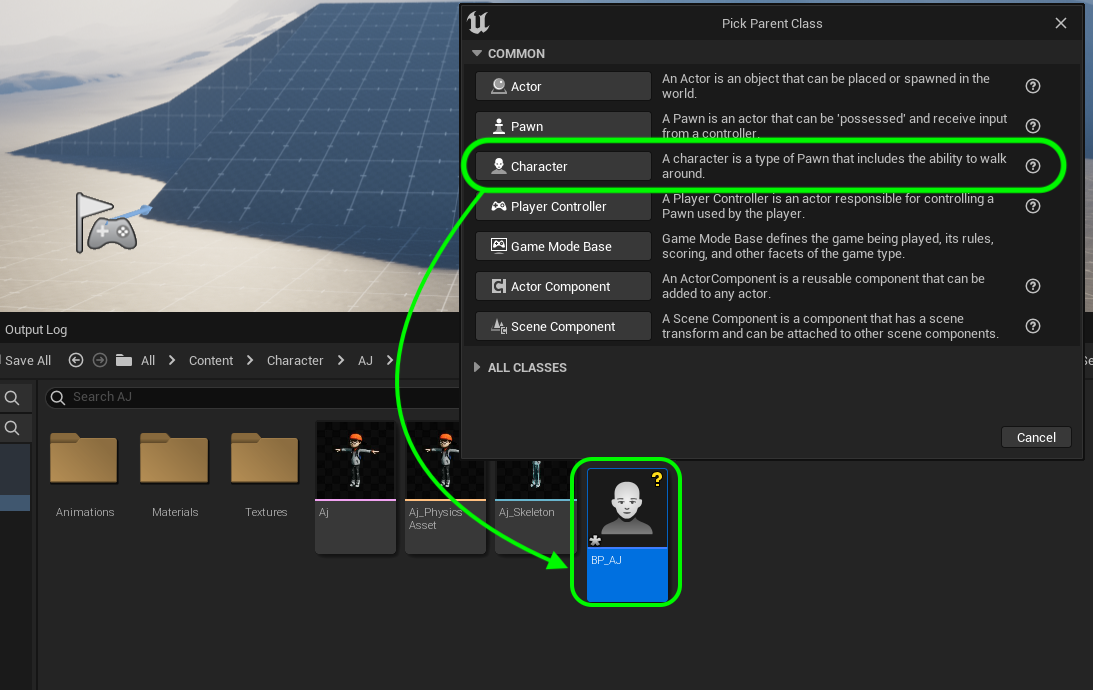 Pick Parent Class
COMMON
Actor
An Actor is an object that can be placed or spawned in the
world.
Pawn
A Pawn is an actor that can be 'possessed' and receive input
from a controller.
Character
A character is a type of Pawn that includes the ability to walk
around.
Player Controller
A Player Controller is an actor responsible for controlling a
Pawn used by the player.
Game Mode Base
Game Mode Base defines the game being played, its rules,
scoring, and other facets of the game type.
Actor Component
An ActorComponent is a reusable component that can be
added to any actor.
Scene Component
A Scene Component is a component that has a scene
transform and can be attached to other scene components.
ALL CLASSES
Cancel
Output Log
Save All
All
Content
Character
AJ
Search AJ
Animations
Materials
Textures
Aj
Aj_Physics
Asset
Aj_Skeleton
BP_AJ